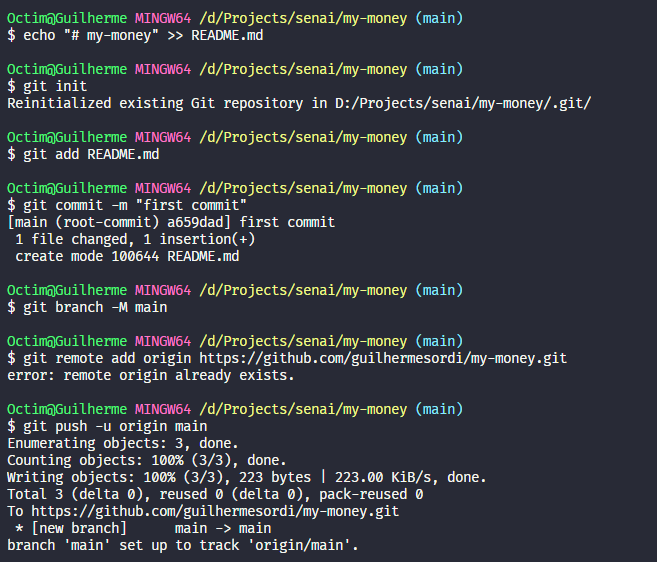 Octim@Guilherme MINGW64 /d/Projects/senai/my-money (main)
$ echo "# my-money" >> README.md
Octim@Guilherme MINGW64 /d/Projects/senai/my-money (main)
$ git init
Reinitialized existing Git repository in D:/Projects/senai/my-money/.git/
Octim@Guilherme MINGW64 /d/Projects/senai/my-money (main)
$ git add README.md
Octim@Guilherme MINGW64 /d/Projects/senai/my-money (main)
$ git commit -m "first commit"
[main (root-commit) a659dad] first commit
 1 file changed, 1 insertion(+)
 create mode 100644 README.md
Octim@Guilherme MINGW64 /d/Projects/senai/my-money (main)
$ git branch -M main
Octim@Guilherme MINGW64 /d/Projects/senai/my-money (main)
$ git remote add origin https://github.com/guilhermesordi/my-money.git
error: remote origin already exists.
Octim@Guilherme MINGW64 /d/Projects/senai/my-money (main)
$ git push -u origin main
Enumerating objects: 3, done.
Counting objects: 100% (3/3), done.
Writing objects: 100% (3/3), 223 bytes | 223.00 KiB/s, done.
Total 3 (delta 0), reused 0 (delta 0), pack-reused 0
To https://github.com/guilhermesordi/my-money.git
 * [new branch]      main -> main
branch 'main' set up to track 'origin/main'.